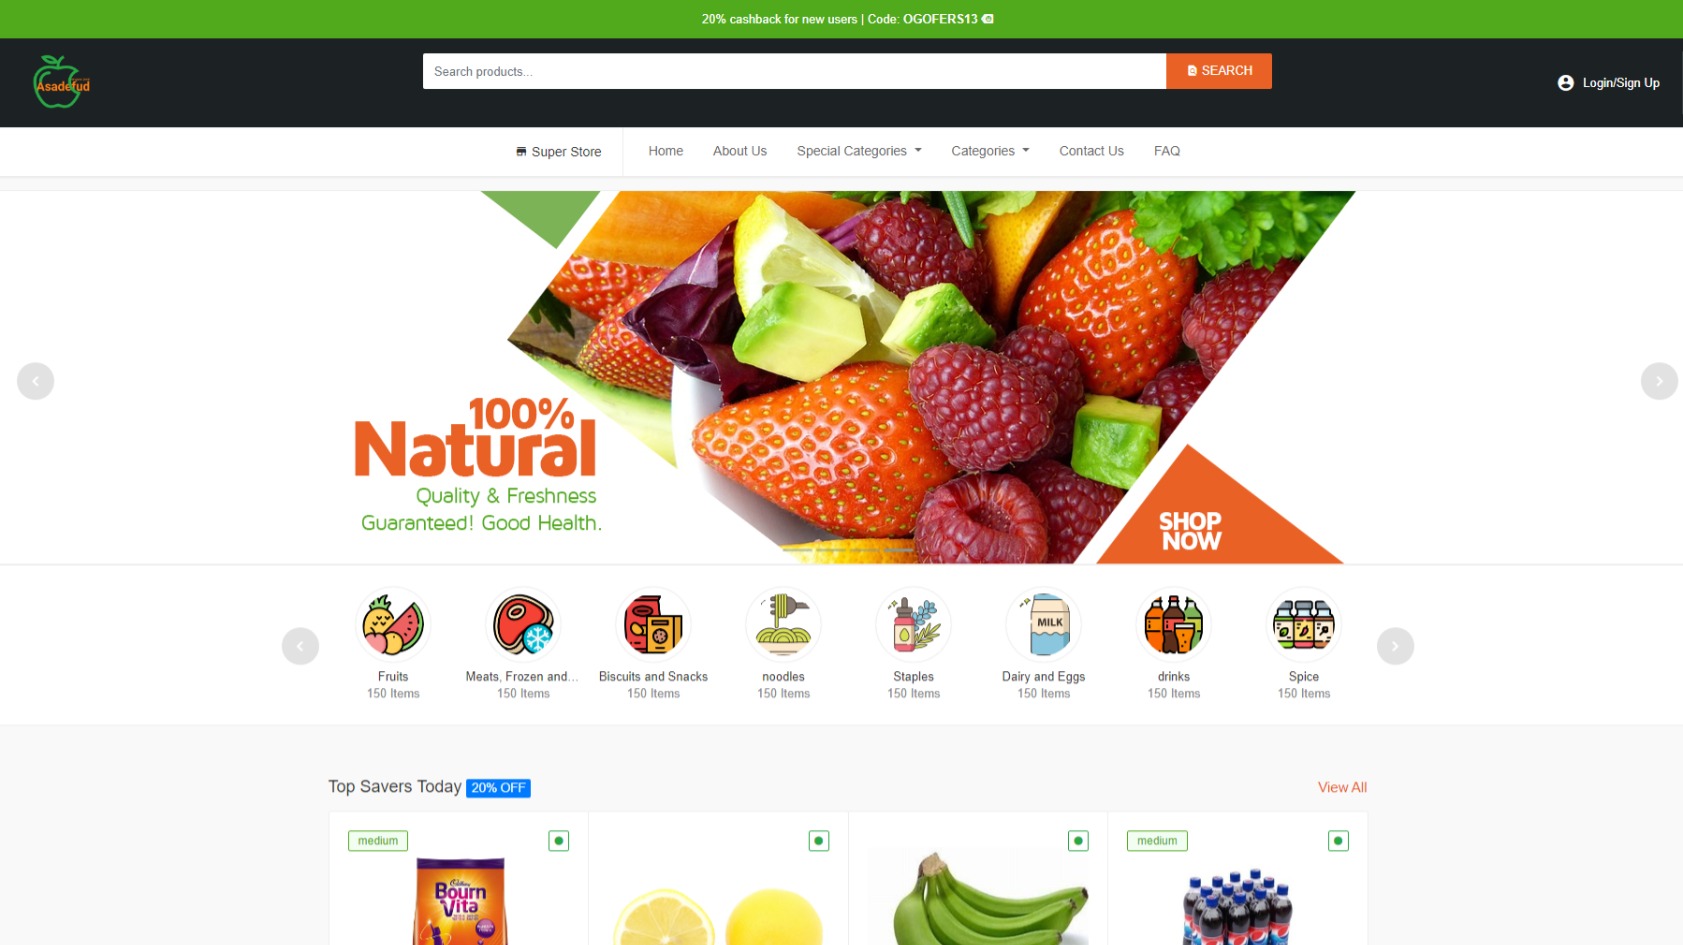 20% cashback for new users | Code: OGOFERS13
Asadefud
Search products...
SEARCH
Login/Sign Up
Super Store
Home
About Us
Special Categories
Categories
Contact Us
FAQ
100%
Natural
Quality & Freshness
Guaranteed! Good Health.
SHOP
NOW
MILK
Fruits
150 Items
Meats, Frozen and...
150 Items
Biscuits and Snacks
150 Items
noodles
150 Items
Staples
150 Items
Dairy and Eggs
150 Items
drinks
150 Items
Spice
150 Items
Top Savers Today 20% OFF
View All
medium
medium
Cadbury
Bourn
Vita